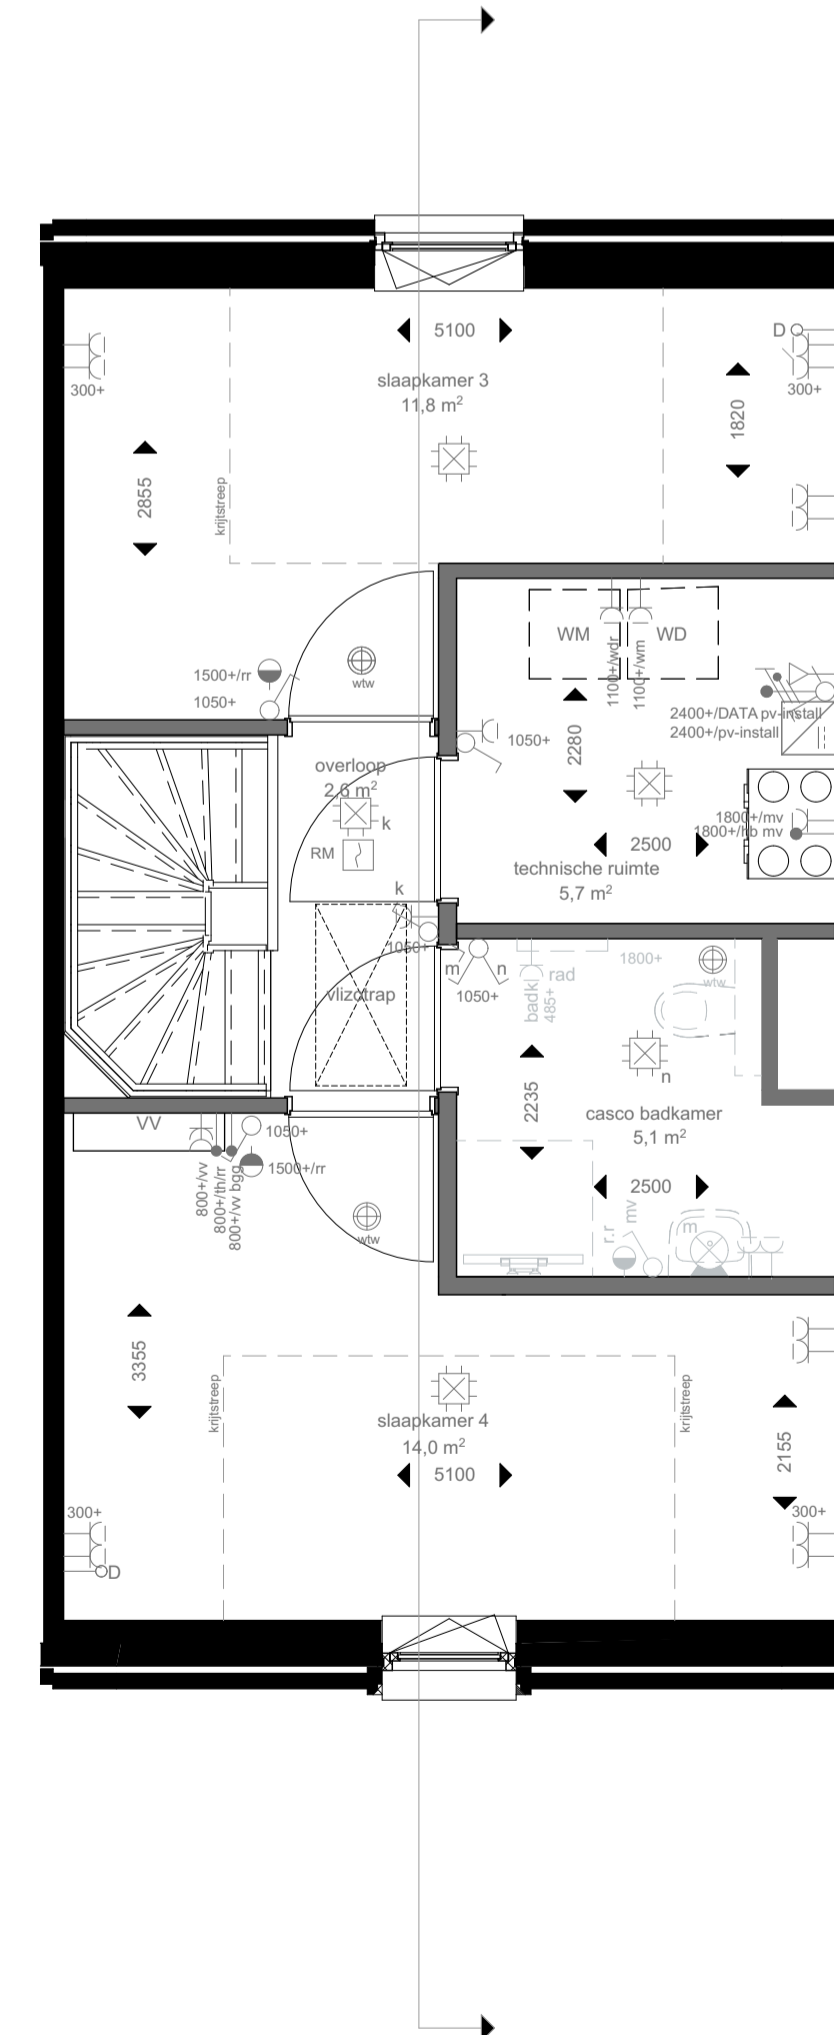 5100
D
slaapkamer 3
11,8 m²
300+
300+
1820
2855
krijtstreep
WM
WD
1100+/wdr
1100+/wm
wtw
1500+/rr
1050+
2400+/DATA pv-install
2400+/pv-install
1050+
2280
overloop
2,6 m²
k
RM
1800+/mv
1800+/hb mv
2500
technische ruimte
5,7 m²
k
1050+
m
n
1050+
badk
rad
485+
1800+
wtw
vlizotrap
n
2235
casco badkamer
5,1 m²
VV
1050+
1500+/rr
800+/vv
800+/th/rr
800+/vv bgg
2500
wtw
r.r
mv
m
3355
krijtstreep
krijtstreep
slaapkamer 4
14,0 m²
5100
2155
300+
300+
D